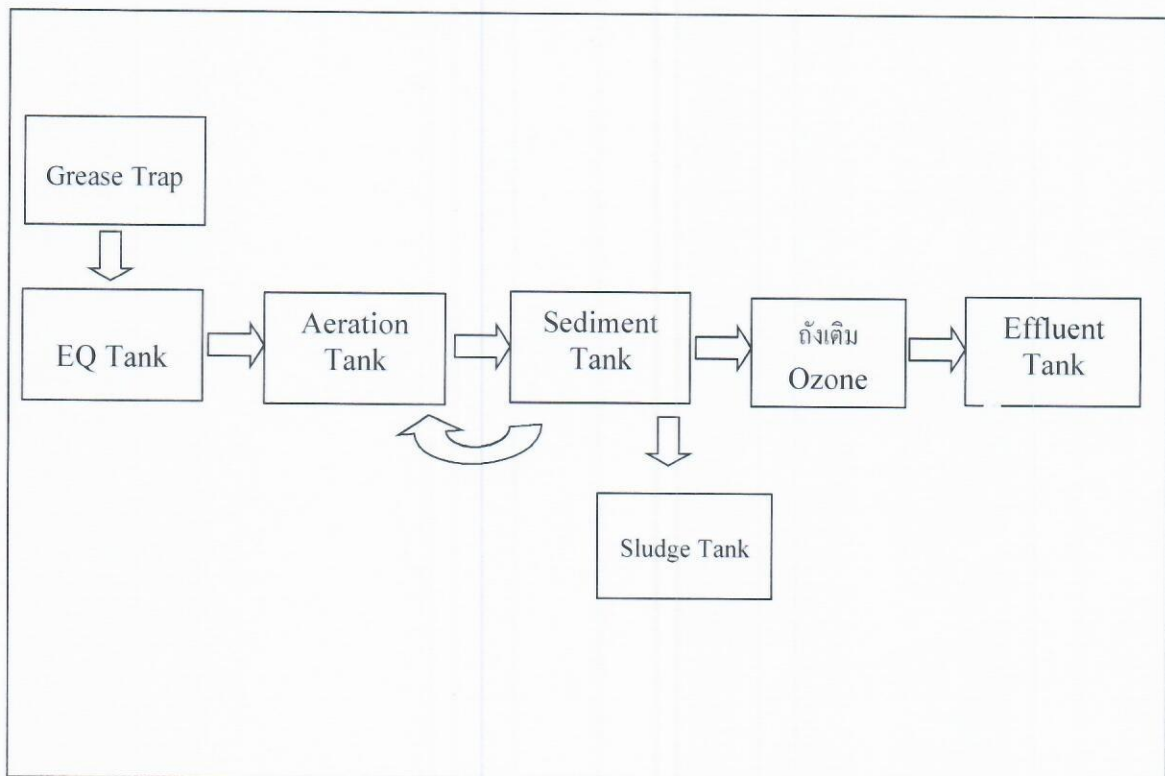 Grease Trap
EQ Tank
Aeration
Tank
Sediment
Tank
ถังเติม
Ozone
Effluent
Tank
Sludge Tank